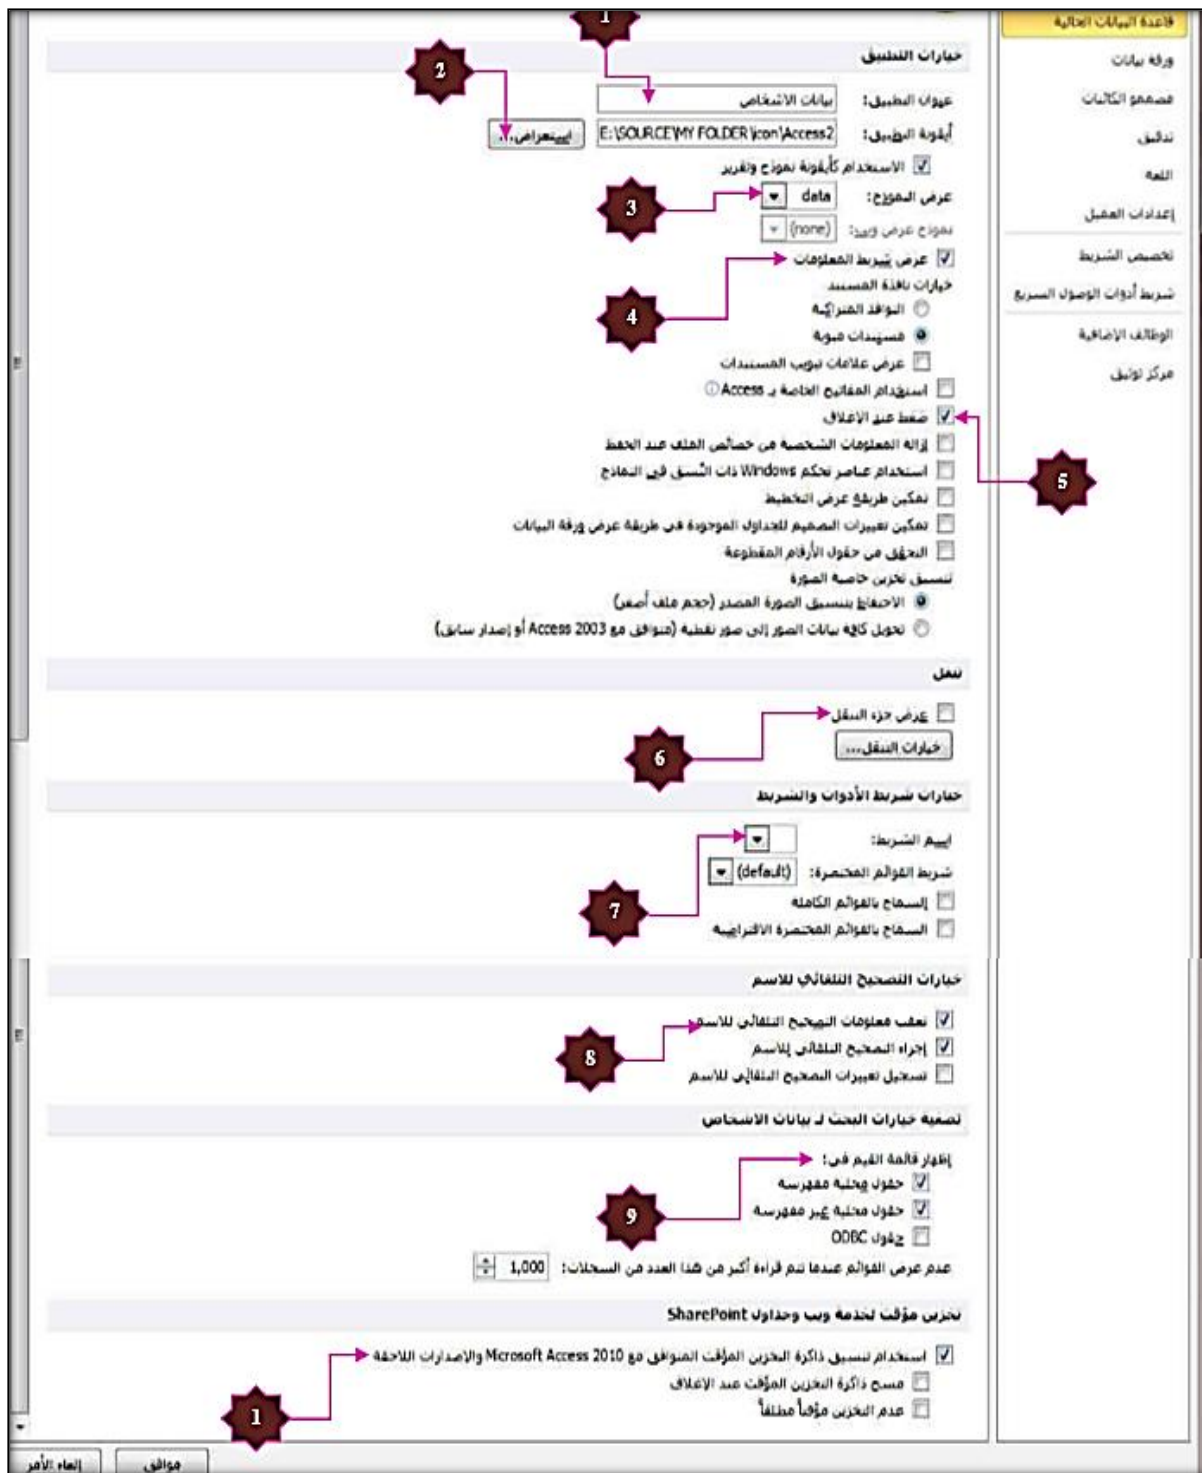 قاعدة البيانات الحالية
ورقة بيانات
مصممو الكائنات
تدقيق
اللغة
إعدادات العميل
تخصيص الشريط
شريط أدوات الوصول السريع
الوظائف الإضافية
مركز توثيق
1
خيارات التطبيق
2
عنوان التطبيق: بيانات الاشخاص
أيقونة التطبيق: E:\SOURCE\MY FOLDER\icon\Access2 استعراض...
الاستخدام كأيقونة نموذج وتقرير
عرض النموذج: data
3
نموذج عرض ويب: (none)
عرض شريط المعلومات
خيارات نافذة المستند
النوافذ المتراكبة
4
مستندات مبوبة
عرض علامات تبويب المستندات
استخدام المفاتيح الخاصة بـ Access
ضغط عند الإغلاق
إزالة المعلومات الشخصية من خصائص الملف عند الحفظ
استخدام عناصر تحكم Windows ذات النُسق في النماذج
5
تمكين طريقة عرض التخطيط
تمكين تغييرات التصميم للجداول الموجودة في طريقة عرض ورقة البيانات
التحقق من حقول الأرقام المقطوعة
تنسيق تخزين خاصية الصورة
الاحتفاظ بتنسيق الصورة المصدر (حجم ملف أصغر)
تحويل كافة بيانات الصور إلى صور نقطية (متوافق مع Access 2003 أو إصدار سابق)
تنقل
عرض جزء التنقل
خيارات التنقل...
6
خيارات شريط الأدوات والشريط
اسم الشريط:
شريط القوائم المختصرة: (default)
السماح بالقوائم الكاملة
7
السماح بالقوائم المختصرة الافتراضية
خيارات التصحيح التلقائي للاسم
تعقب معلومات التصحيح التلقائي للاسم
إجراء التصحيح التلقائي للاسم
8
تسجيل تغييرات التصحيح التلقائي للاسم
تصفية خيارات البحث لـ بيانات الاشخاص
إظهار قائمة القيم في:
حقول محلية مفهرسة
حقول محلية غير مفهرسة
9
حقول ODBC
عدم عرض القوائم عندما تتم قراءة أكثر من هذا العدد من السجلات: 1,000
تخزين مؤقت لخدمة ويب وجداول SharePoint
استخدام تنسيق ذاكرة التخزين المؤقت المتوافق مع Microsoft Access 2010 والإصدارات اللاحقة
مسح ذاكرة التخزين المؤقت عند الإغلاق
عدم التخزين مؤقتاً مطلقاً
1
موافق
إلغاء الأمر